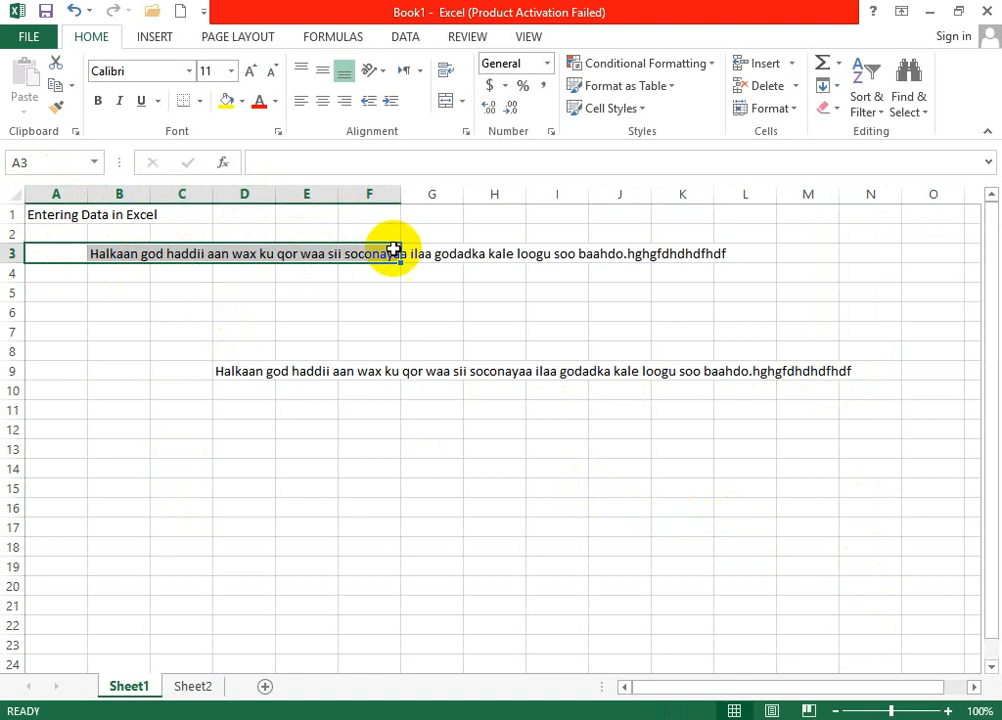 Book1 - Excel (Product Activation Failed)
FILE HOME INSERT PAGE LAYOUT FORMULAS DATA REVIEW VIEW Sign in
Paste Calibri 11 General Conditional Formatting Insert
B I U $ % , Format as Table Delete Sort & Filter Find & Select
Cell Styles Format
Clipboard Font Alignment Number Styles Cells Editing
A3 fx
A B C D E F G H I J K L M N O
1 Entering Data in Excel
2
3 Halkaan god haddii aan wax ku qor waa sii soconayaa ilaa godadka kale loogu soo baahdo.hghgfdhdhdfhdf
4
5
6
7
8
9 Halkaan god haddii aan wax ku qor waa sii soconayaa ilaa godadka kale loogu soo baahdo.hghgfdhdhdfhdf
10
11
12
13
14
15
16
17
18
19
20
21
22
23
24
Sheet1 Sheet2
READY 100%